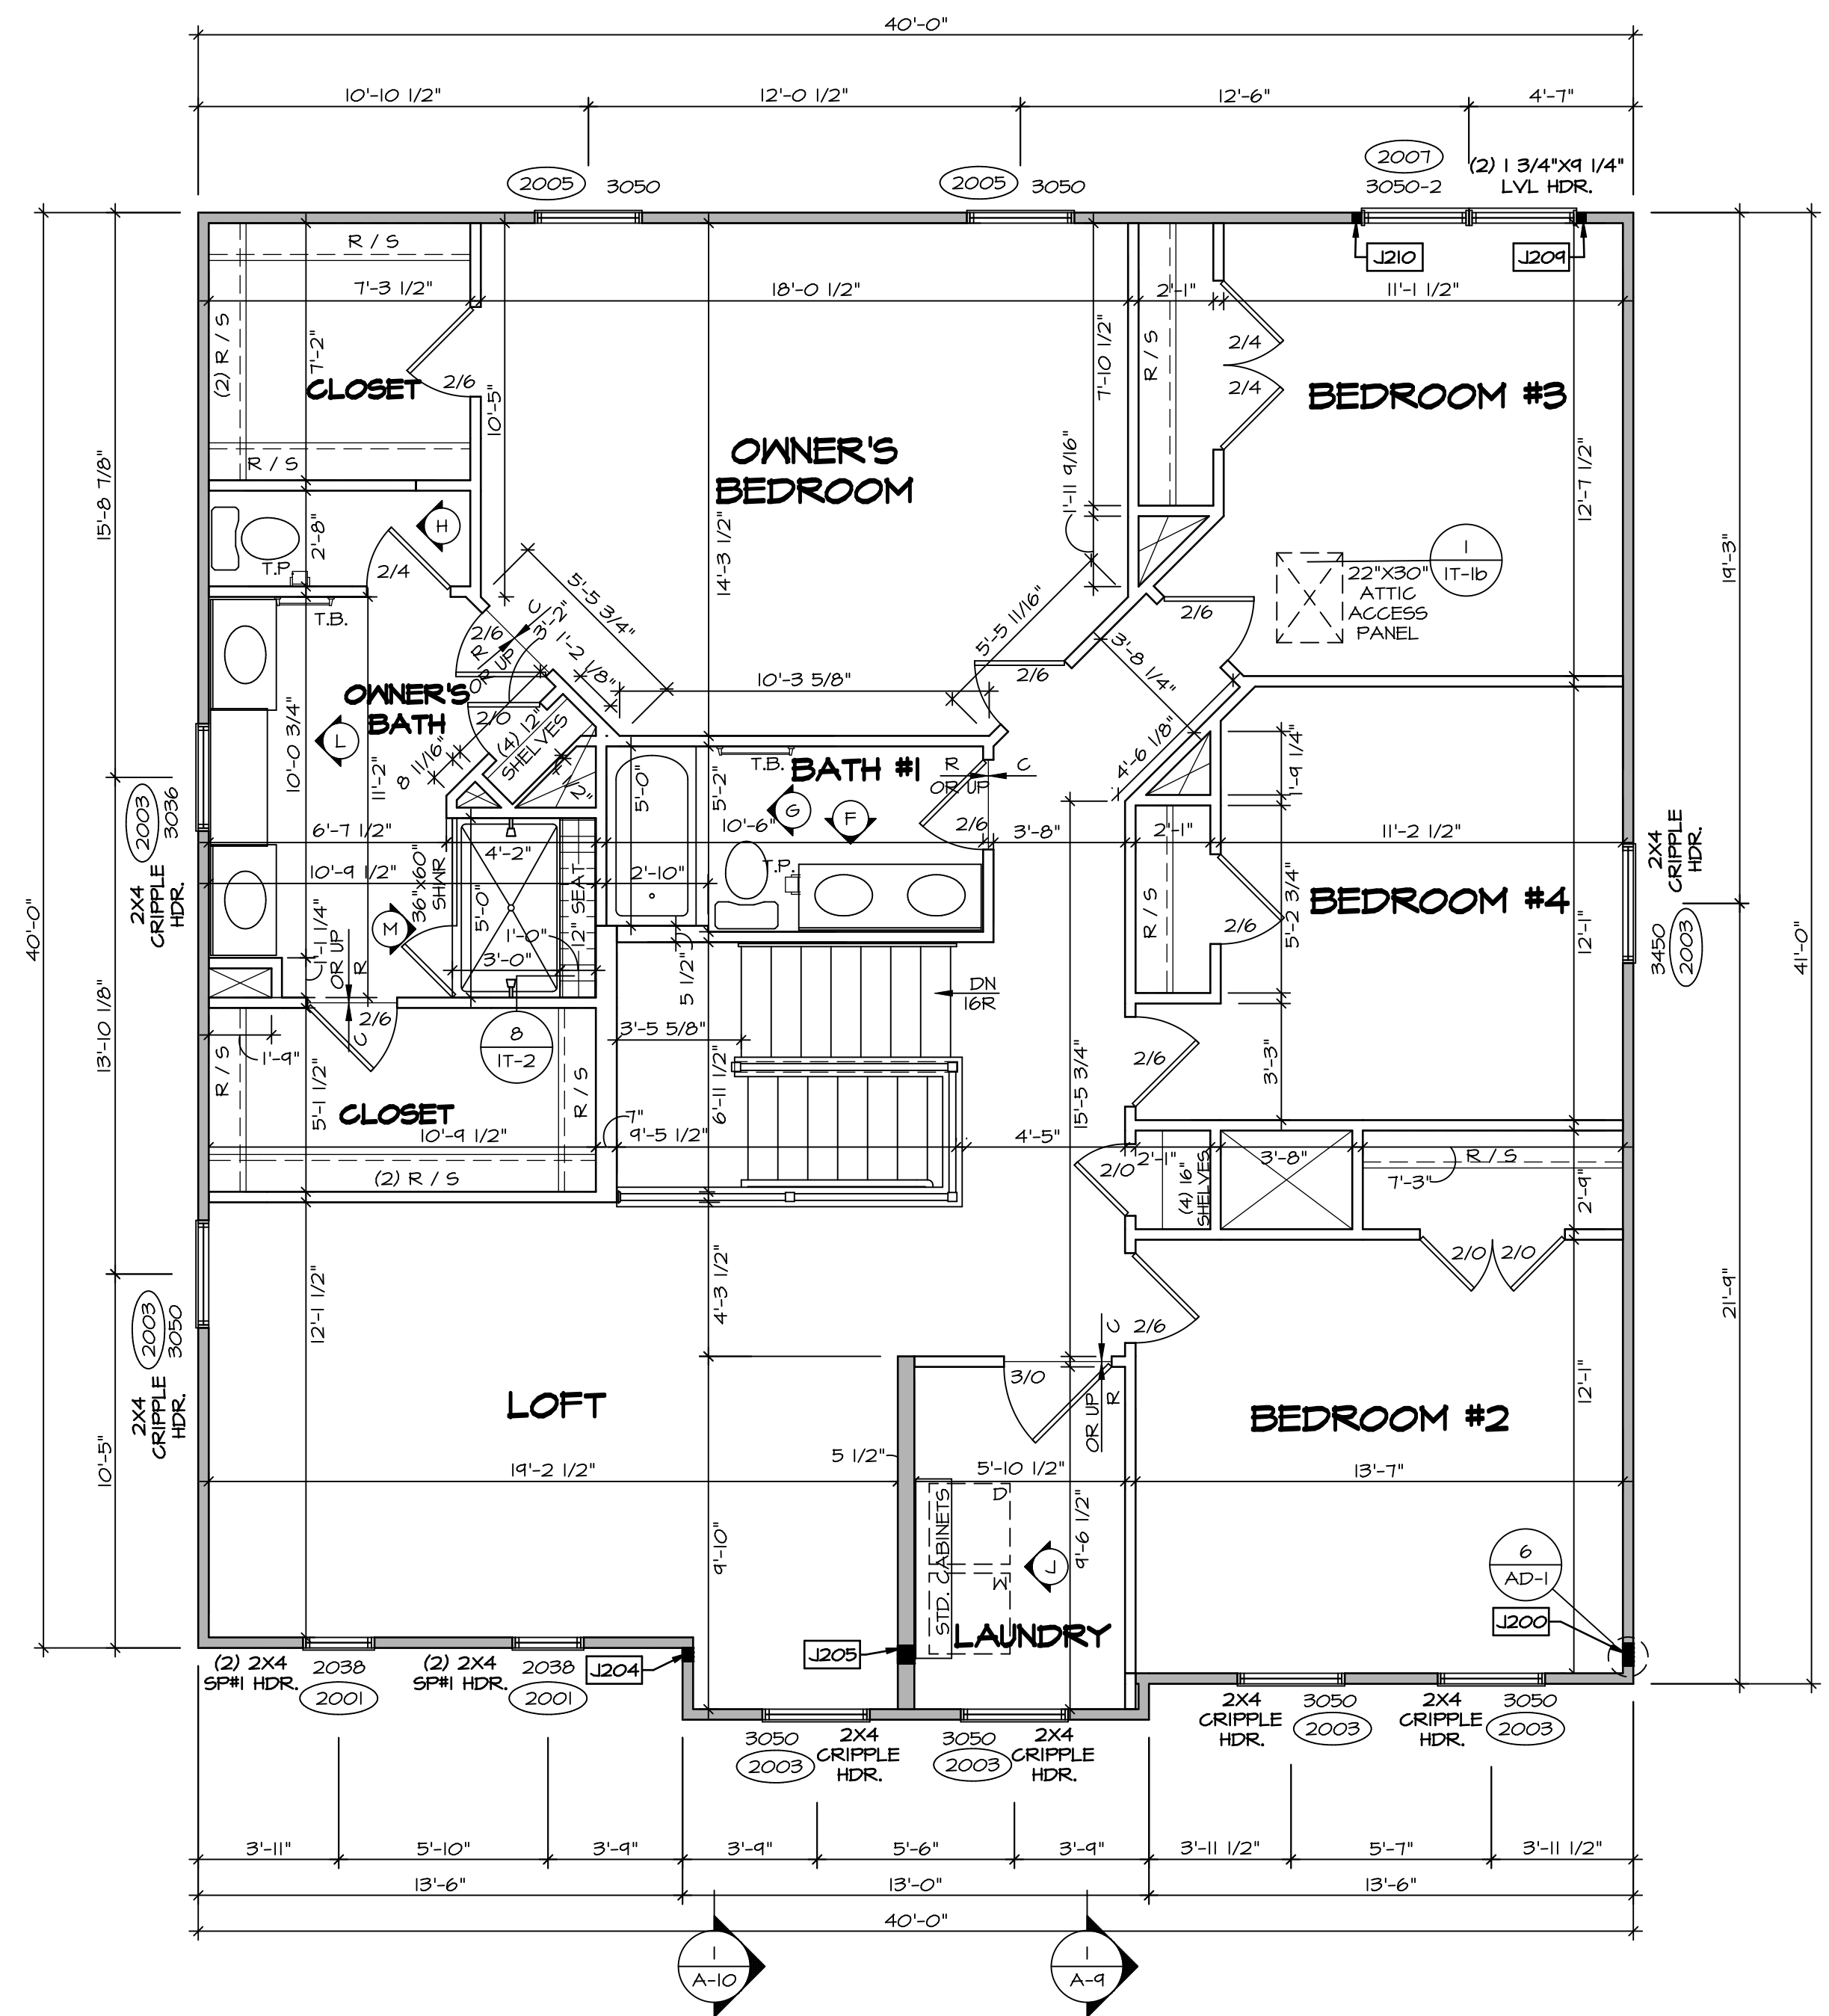 40'-0"
10'-10 1/2" 12'-0 1/2" 12'-6" 4'-7"
2005 3050 2005 3050 2007 3050-2
(2) 1 3/4"X9 1/4"
LVL HDR.
J210 J209
R / S
7'-3 1/2" 18'-0 1/2" 2'-1" 11'-1 1/2"
(2) R / S
7'-2"
CLOSET
2/6
10'-5"
R / S
7'-10 1/2"
R / S
2/4
2/4
BEDROOM #3
OWNER'S
BEDROOM
1'-11 9/16"
12'-7 1/2"
14'-3 1/2"
15'-8 7/8"
19'-3"
H
2'-8"
T.P.
2/4
T.B.
1
IT-1b
22"X30"
ATTIC
ACCESS
PANEL
5'-5 3/4"
5'-5 11/16"
C
3'-2"
2/6
R
OR UP
1'-2 1/8"
2/6
2/6
3'-8 1/4"
10'-3 5/8"
OWNER'S
BATH
10'-0 3/4"
L
11'-2"
2/0
(4) 12"
SHELVES
8 11/16"
12"
T.B.
BATH #1
R C
OR UP
2/6
4'-6 1/8"
1'-9 1/4"
5'-0"
5'-2"
G F
10'-6"
T.P.
2003
3036
2X4
CRIPPLE
HDR.
6'-7 1/2" 3'-8" 2'-1" 11'-2 1/2"
4'-2"
10'-9 1/2" 2'-10"
36"x60"
SHWR
5'-0"
12" SEAT
1'-0"
3'-0"
M
1'-1 1/4"
OR UP
R
2/6
C
R / S
2/6
5'-2 3/4"
BEDROOM #4
12'-1"
2X4
CRIPPLE
HDR.
3450
2003
40'-0"
41'-0"
5 1/2"
DN
16R
8
IT-2
3'-5 5/8"
13'-10 1/8"
R / S
1'-9"
5'-1 1/2"
CLOSET
R / S
10'-9 1/2"
(2) R / S
7"
9'-5 1/2"
6'-11 1/2"
15'-5 3/4"
2/6
3'-3"
4'-5"
2/0
2'-1"
(4) 16"
SHELVES
3'-8"
R / S
7'-3"
2'-9"
2/0 2/0
2003
3050
2X4
CRIPPLE
HDR.
12'-1 1/2"
4'-3 1/2"
21'-9"
C
2/6
3/0
R
OR UP
12'-1"
LOFT
BEDROOM #2
5 1/2"
10'-5"
19'-2 1/2" 5'-10 1/2" 13'-7"
STD. CABINETS
D
W
9'-10"
9'-6 1/2"
J
LAUNDRY
6
AD-1
J200
J205
J204
(2) 2X4
SP#1 HDR.
2038
2001
(2) 2X4
SP#1 HDR.
2038
2001
3050
2003
2X4
CRIPPLE
HDR.
3050
2003
2X4
CRIPPLE
HDR.
2X4
CRIPPLE
HDR.
3050
2003
2X4
CRIPPLE
HDR.
3050
2003
3'-11" 5'-10" 3'-9" 3'-9" 5'-6" 3'-9" 3'-11 1/2" 5'-7" 3'-11 1/2"
13'-6" 13'-0" 13'-6"
40'-0"
1
A-10
1
A-9